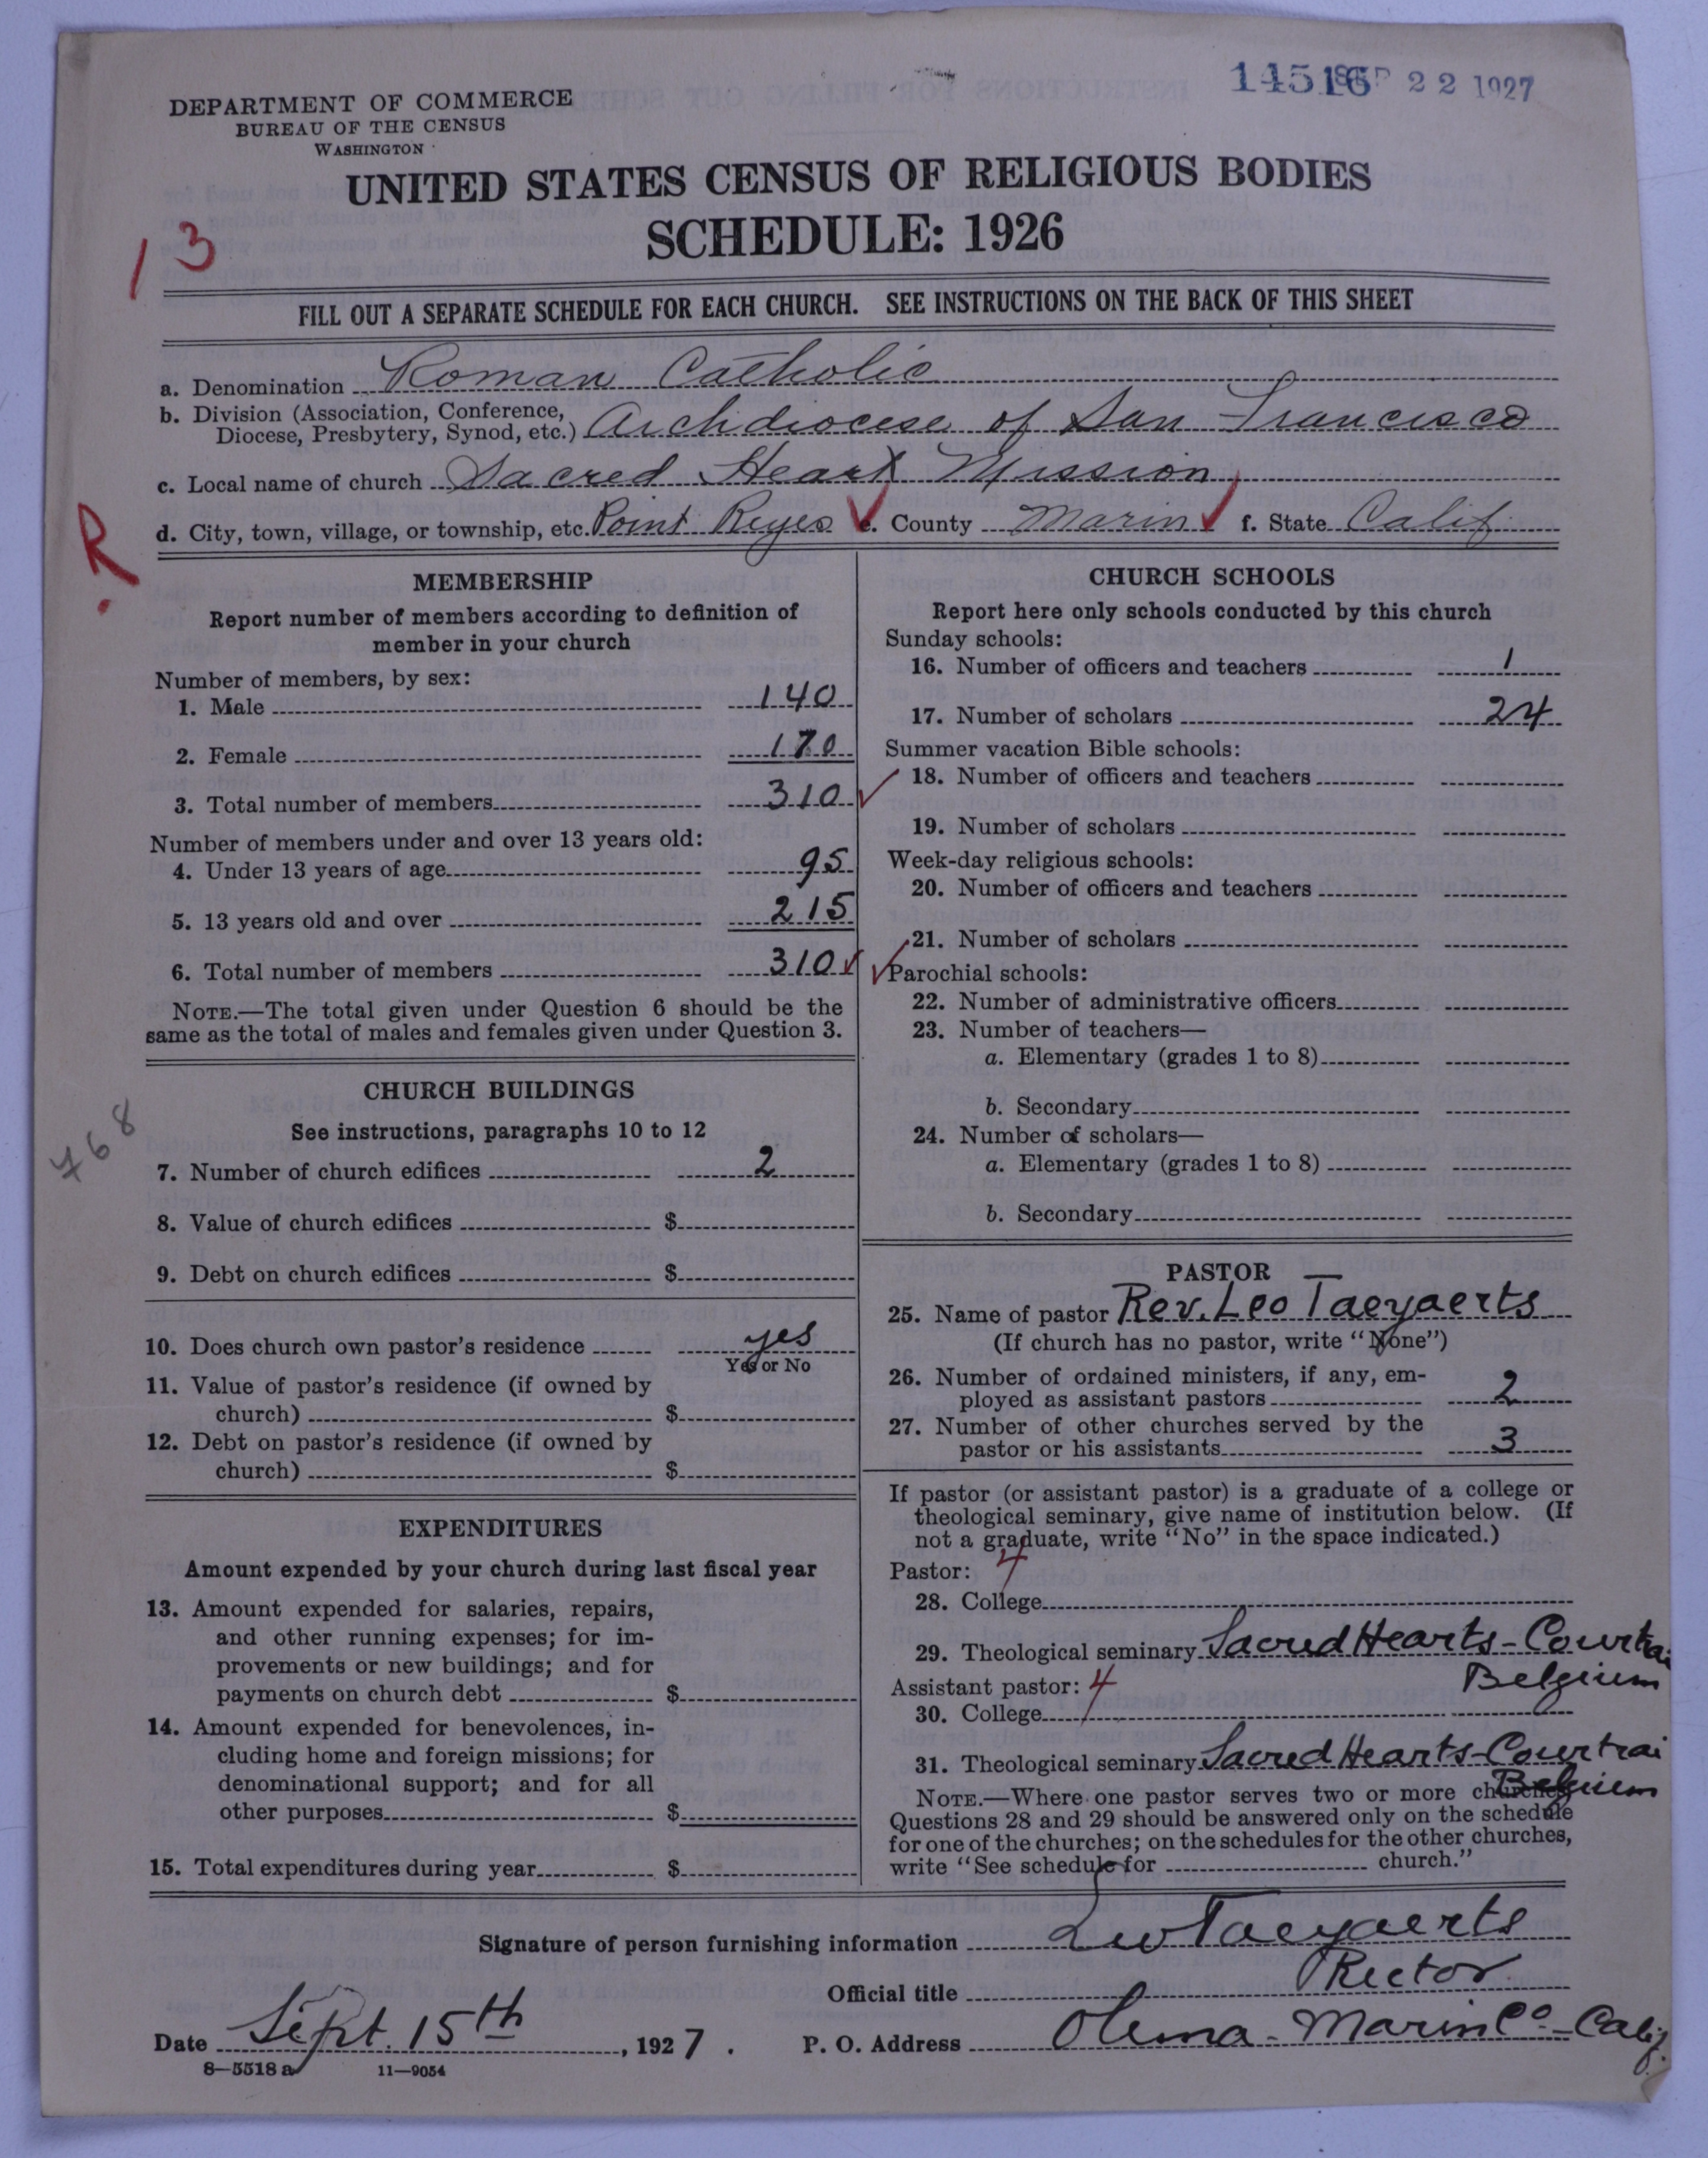 14516 SEP 22 1927
DEPARTMENT OF COMMERCE
BUREAU OF THE CENSUS
WASHINGTON
UNITED STATES CENSUS OF RELIGIOUS BODIES
SCHEDULE: 1926
13
FILL OUT A SEPARATE SCHEDULE FOR EACH CHURCH. SEE INSTRUCTIONS ON THE BACK OF THIS SHEET
a. Denomination Roman Catholic
b. Division (Association, Conference, Diocese, Presbytery, Synod, etc.) Archdiocese of San Francisco
c. Local name of church Sacred Heart Mission
d. City, town, village, or township, etc. Point Reyes e. County Marin f. State Calif
R.
MEMBERSHIP
Report number of members according to definition of
member in your church
Number of members, by sex:
1. Male 140
2. Female 170
3. Total number of members 310
Number of members under and over 13 years old:
4. Under 13 years of age 95
5. 13 years old and over 215
6. Total number of members 310
NOTE.—The total given under Question 6 should be the
same as the total of males and females given under Question 3.
CHURCH BUILDINGS
See instructions, paragraphs 10 to 12
768
7. Number of church edifices 2
8. Value of church edifices $
9. Debt on church edifices $
10. Does church own pastor's residence yes
Yes or No
11. Value of pastor's residence (if owned by
church) $
12. Debt on pastor's residence (if owned by
church) $
EXPENDITURES
Amount expended by your church during last fiscal year
13. Amount expended for salaries, repairs,
and other running expenses; for im-
provements or new buildings; and for
payments on church debt $
14. Amount expended for benevolences, in-
cluding home and foreign missions; for
denominational support; and for all
other purposes $
15. Total expenditures during year $
CHURCH SCHOOLS
Report here only schools conducted by this church
Sunday schools:
16. Number of officers and teachers 1
17. Number of scholars 24
Summer vacation Bible schools:
18. Number of officers and teachers
19. Number of scholars
Week-day religious schools:
20. Number of officers and teachers
21. Number of scholars
Parochial schools:
22. Number of administrative officers
23. Number of teachers—
a. Elementary (grades 1 to 8)
b. Secondary
24. Number of scholars—
a. Elementary (grades 1 to 8)
b. Secondary
PASTOR
25. Name of pastor Rev. Leo Taeyaerts
(If church has no pastor, write "None")
26. Number of ordained ministers, if any, em-
ployed as assistant pastors 2
27. Number of other churches served by the
pastor or his assistants 3
If pastor (or assistant pastor) is a graduate of a college or
theological seminary, give name of institution below. (If
not a graduate, write "No" in the space indicated.)
Pastor: 4
28. College
29. Theological seminary Sacred Hearts - Courtrai
Belgium
Assistant pastor: 4
30. College
31. Theological seminary Sacred Hearts - Courtrai
Belgium
NOTE.—Where one pastor serves two or more churches
Questions 28 and 29 should be answered only on the schedule
for one of the churches; on the schedules for the other churches,
write "See schedule for church."
Signature of person furnishing information Leo Taeyaerts
Official title Rector
Date Sept. 15th, 1927. P. O. Address Olema - Marin Co - Calif.
8—5518 a 11—9054